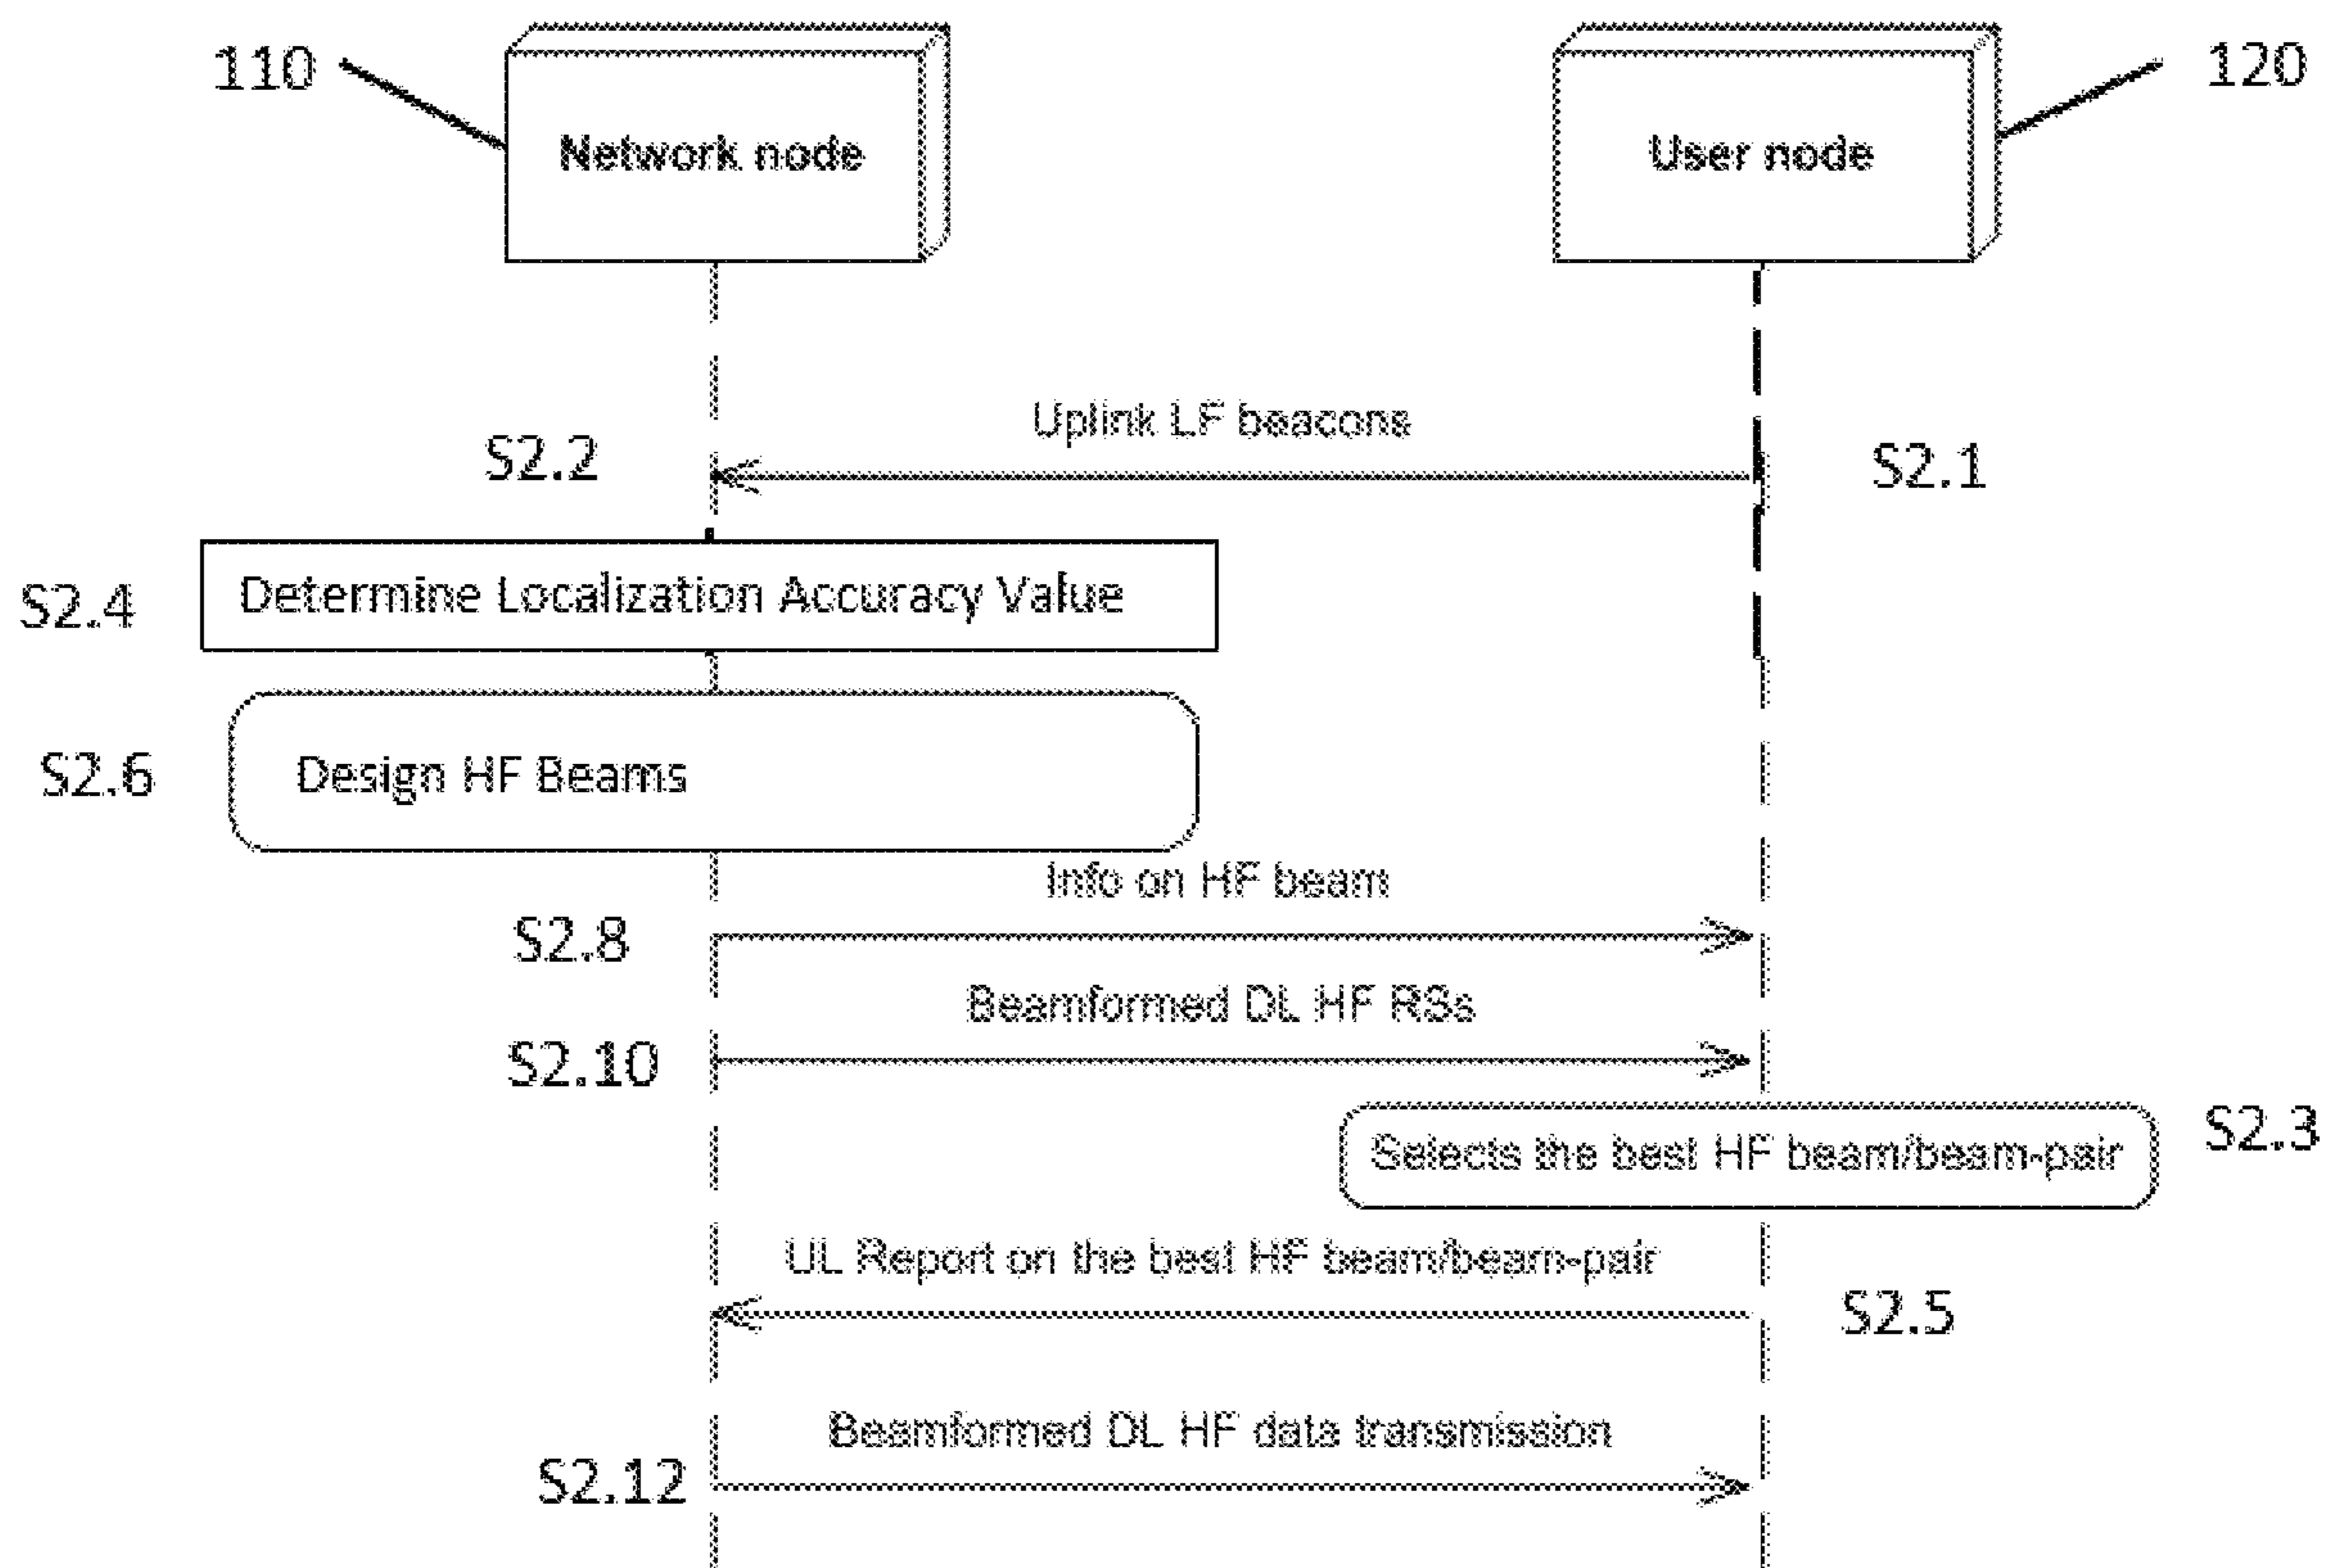 110
Network node
User node
120
Uplink LF beacons
S2.2
S2.1
Determine Localization Accuracy Value
S2.4
Design HF Beams
S2.6
Info on HF beam
S2.8
Beamformed DL HF RSs
S2.10
Selects the best HF beam/beam-pair
S2.3
UL Report on the best HF beam/beam-pair
S2.5
Beamformed DL HF data transmission
S2.12